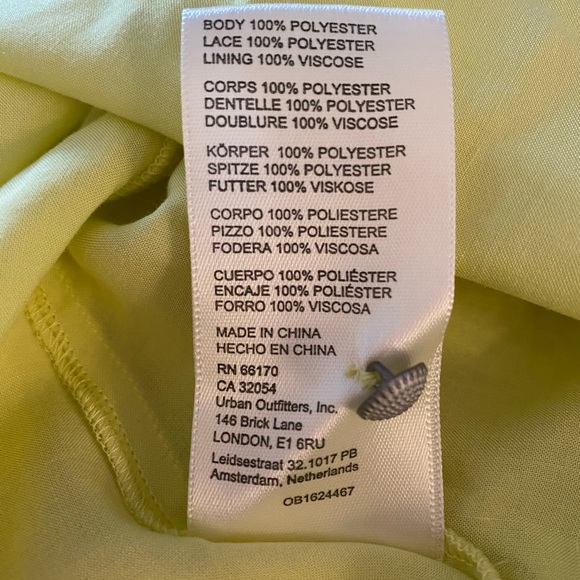 BODY 100% POLYESTER
LACE 100% POLYESTER
LINING 100% VISCOSE
CORPS 100% POLYESTER
DENTELLE 100% POLYESTER
DOUBLURE 100% VISCOSE
KÖRPER 100% POLYESTER
SPITZE 100% POLYESTER
FUTTER 100% VISKOSE
CORPO 100% POLIESTERE
PIZZO 100% POLIESTERE
FODERA 100% VISCOSA
CUERPO 100% POLIÉSTER
ENCAJE 100% POLIÉSTER
FORRO 100% VISCOSA
MADE IN CHINA
HECHO EN CHINA
RN 66170
CA 32054
Urban Outfitters, Inc.
146 Brick Lane
LONDON, E1 6RU
Leidsestraat 32.1017 PB
Amsterdam, Netherlands
OB1624467